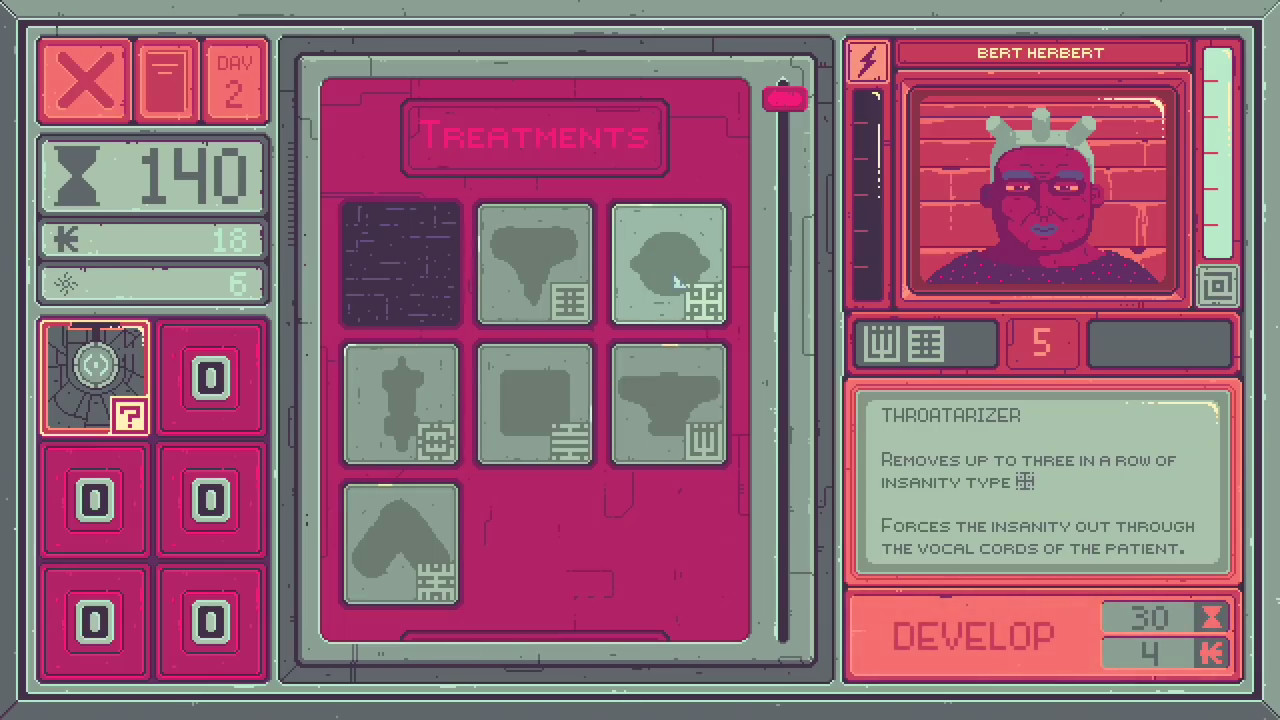 DAY
2
140
18
6
?
0
0
0
0
0
TREATMENTS
BERT HERBERT
5
THROATARIZER
REMOVES UP TO THREE IN A ROW OF
INSANITY TYPE
FORCES THE INSANITY OUT THROUGH
THE VOCAL CORDS OF THE PATIENT.
DEVELOP
30
4